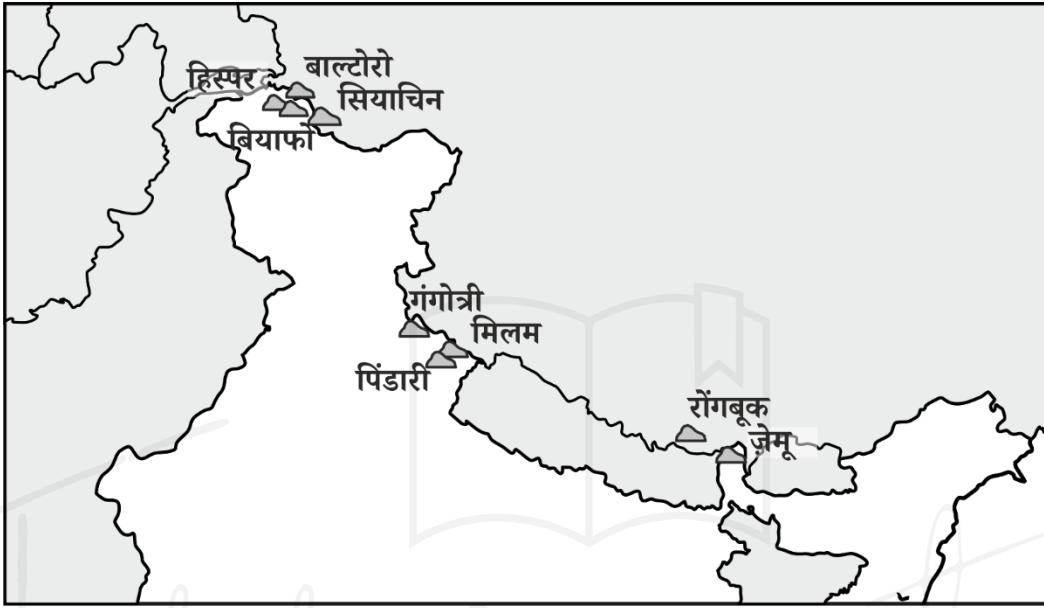 बाल्टोरो
हिस्पर
सियाचिन
बियाफो
गंगोत्री
मिलम
पिंडारी
रोंगबूक
ज़ेमू